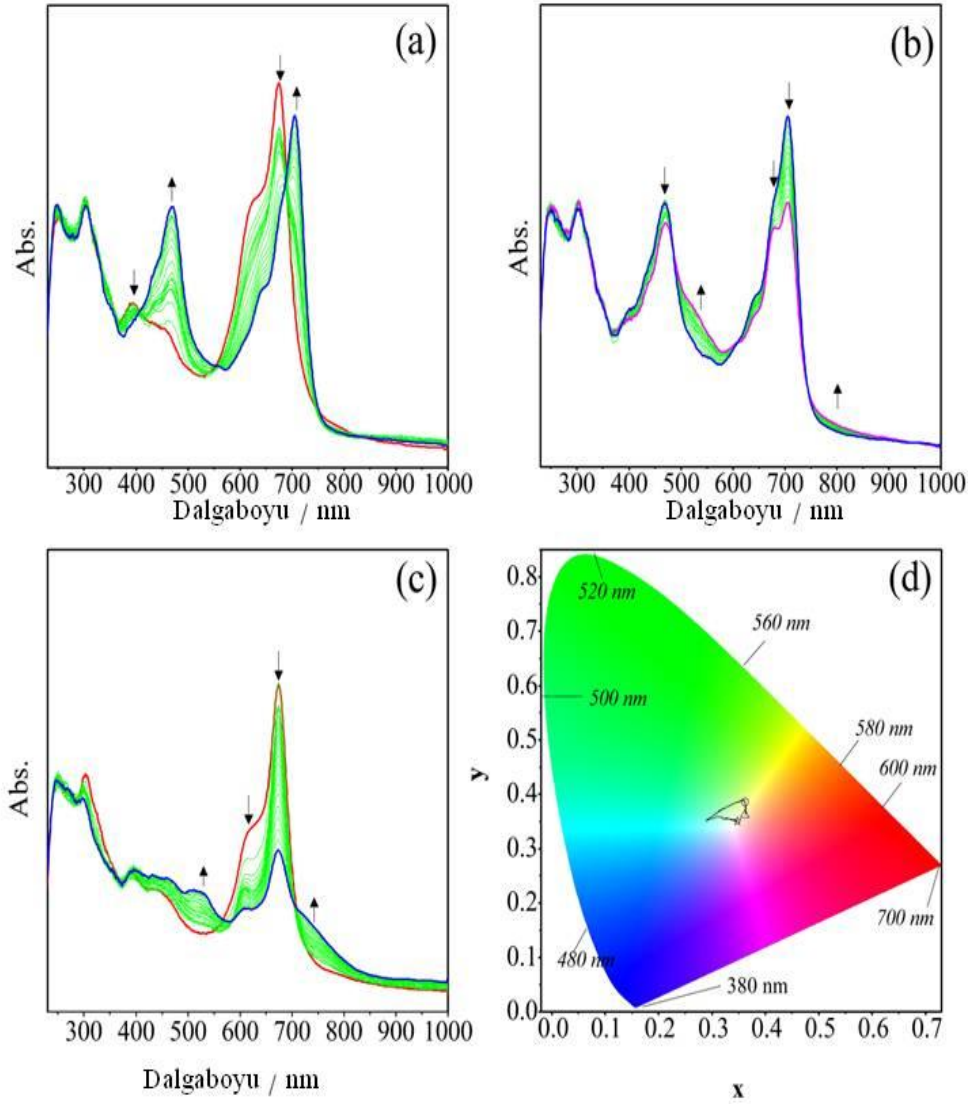 (a)
Abs.
300 400 500 600 700 800 900 1000
Dalgaboyu / nm
(b)
Abs.
300 400 500 600 700 800 900 1000
Dalgaboyu / nm
(c)
Abs.
300 400 500 600 700 800 900 1000
Dalgaboyu / nm
(d)
0.8
0.7
0.6
0.5
0.4
0.3
0.2
0.1
0.0
y
520 nm
560 nm
500 nm
580 nm
600 nm
700 nm
480 nm
380 nm
0.0 0.1 0.2 0.3 0.4 0.5 0.6 0.7
x